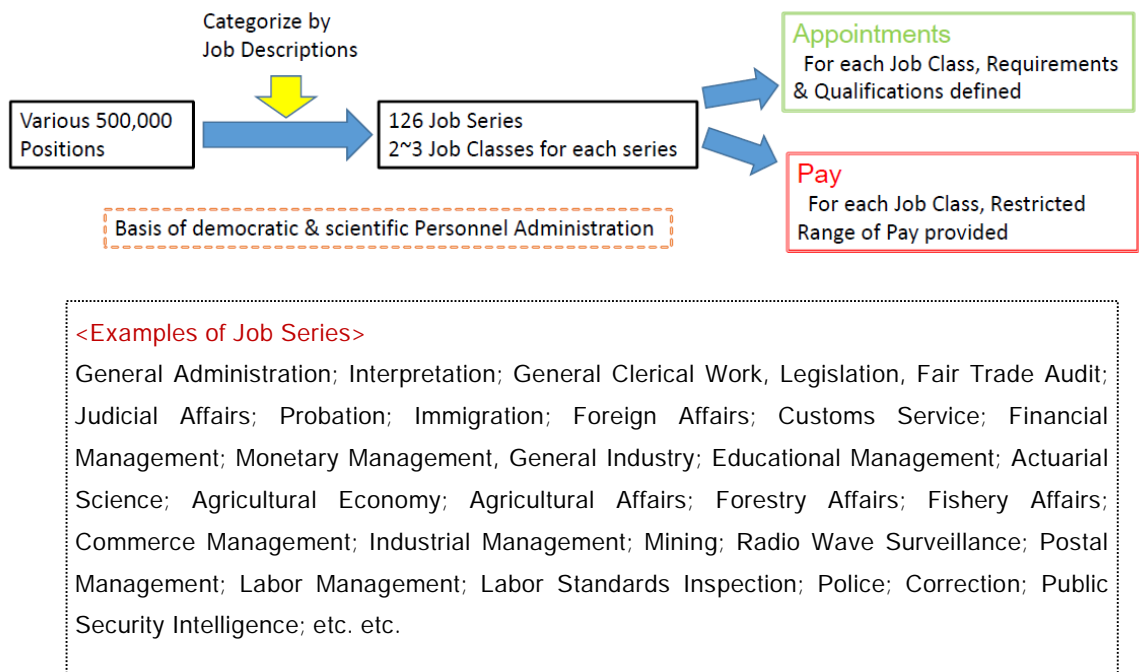 Categorize by
Job Descriptions
Various 500,000
Positions
126 Job Series
2~3 Job Classes for each series
Appointments
For each Job Class, Requirements
& Qualifications defined
Pay
For each Job Class, Restricted
Range of Pay provided
Basis of democratic & scientific Personnel Administration
<Examples of Job Series>
General Administration; Interpretation; General Clerical Work, Legislation, Fair Trade Audit;
Judicial Affairs; Probation; Immigration; Foreign Affairs; Customs Service; Financial
Management; Monetary Management, General Industry; Educational Management; Actuarial
Science; Agricultural Economy; Agricultural Affairs; Forestry Affairs; Fishery Affairs;
Commerce Management; Industrial Management; Mining; Radio Wave Surveillance; Postal
Management; Labor Management; Labor Standards Inspection; Police; Correction; Public
Security Intelligence; etc. etc.